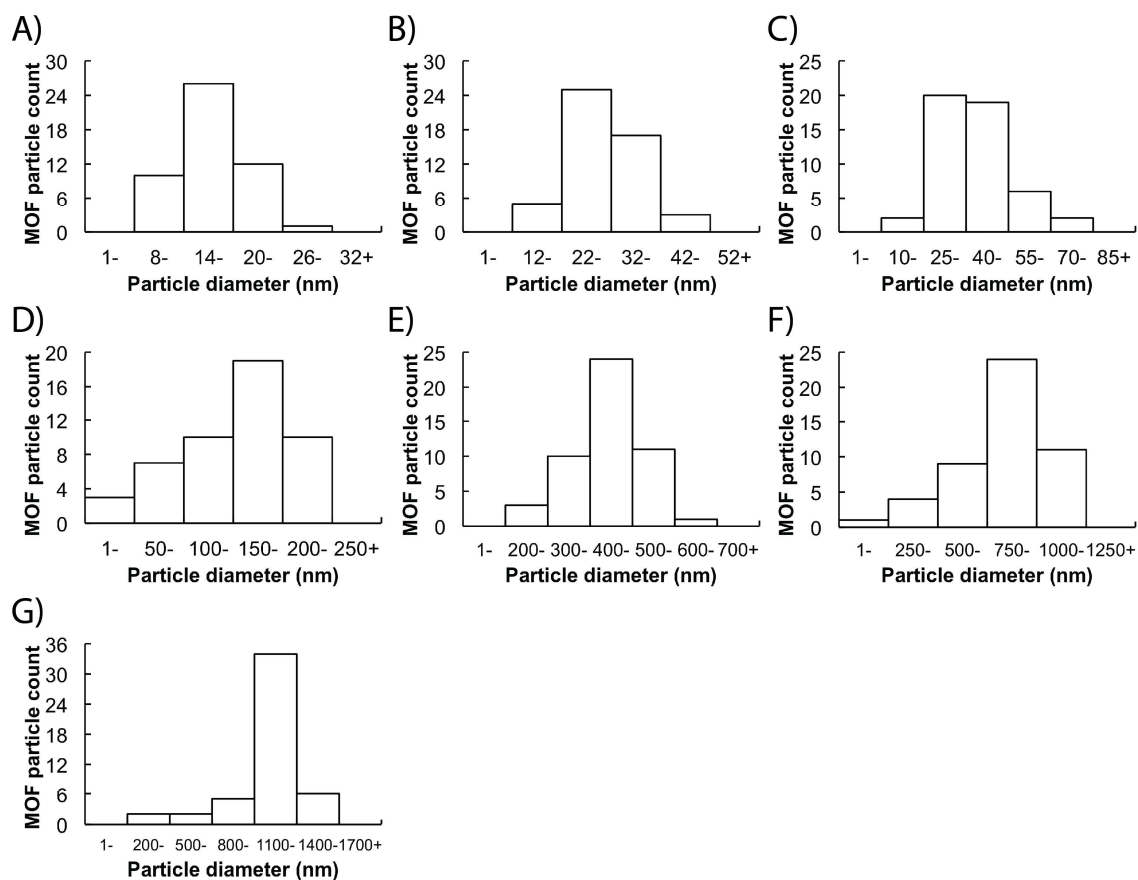 A)
MOF particle count
30
24
18
12
6
0
1- 8- 14- 20- 26- 32+
Particle diameter (nm)
B)
MOF particle count
30
24
18
12
6
0
1- 12- 22- 32- 42- 52+
Particle diameter (nm)
C)
MOF particle count
25
20
15
10
5
0
1- 10- 25- 40- 55- 70- 85+
Particle diameter (nm)
D)
MOF particle count
20
16
12
8
4
0
1- 50- 100- 150- 200- 250+
Particle diameter (nm)
E)
MOF particle count
25
20
15
10
5
0
1- 200- 300- 400- 500- 600- 700+
Particle diameter (nm)
F)
MOF particle count
25
20
15
10
5
0
1- 250- 500- 750- 1000- 1250+
Particle diameter (nm)
G)
MOF particle count
36
30
24
18
12
6
0
1- 200- 500- 800- 1100- 1400- 1700+
Particle diameter (nm)